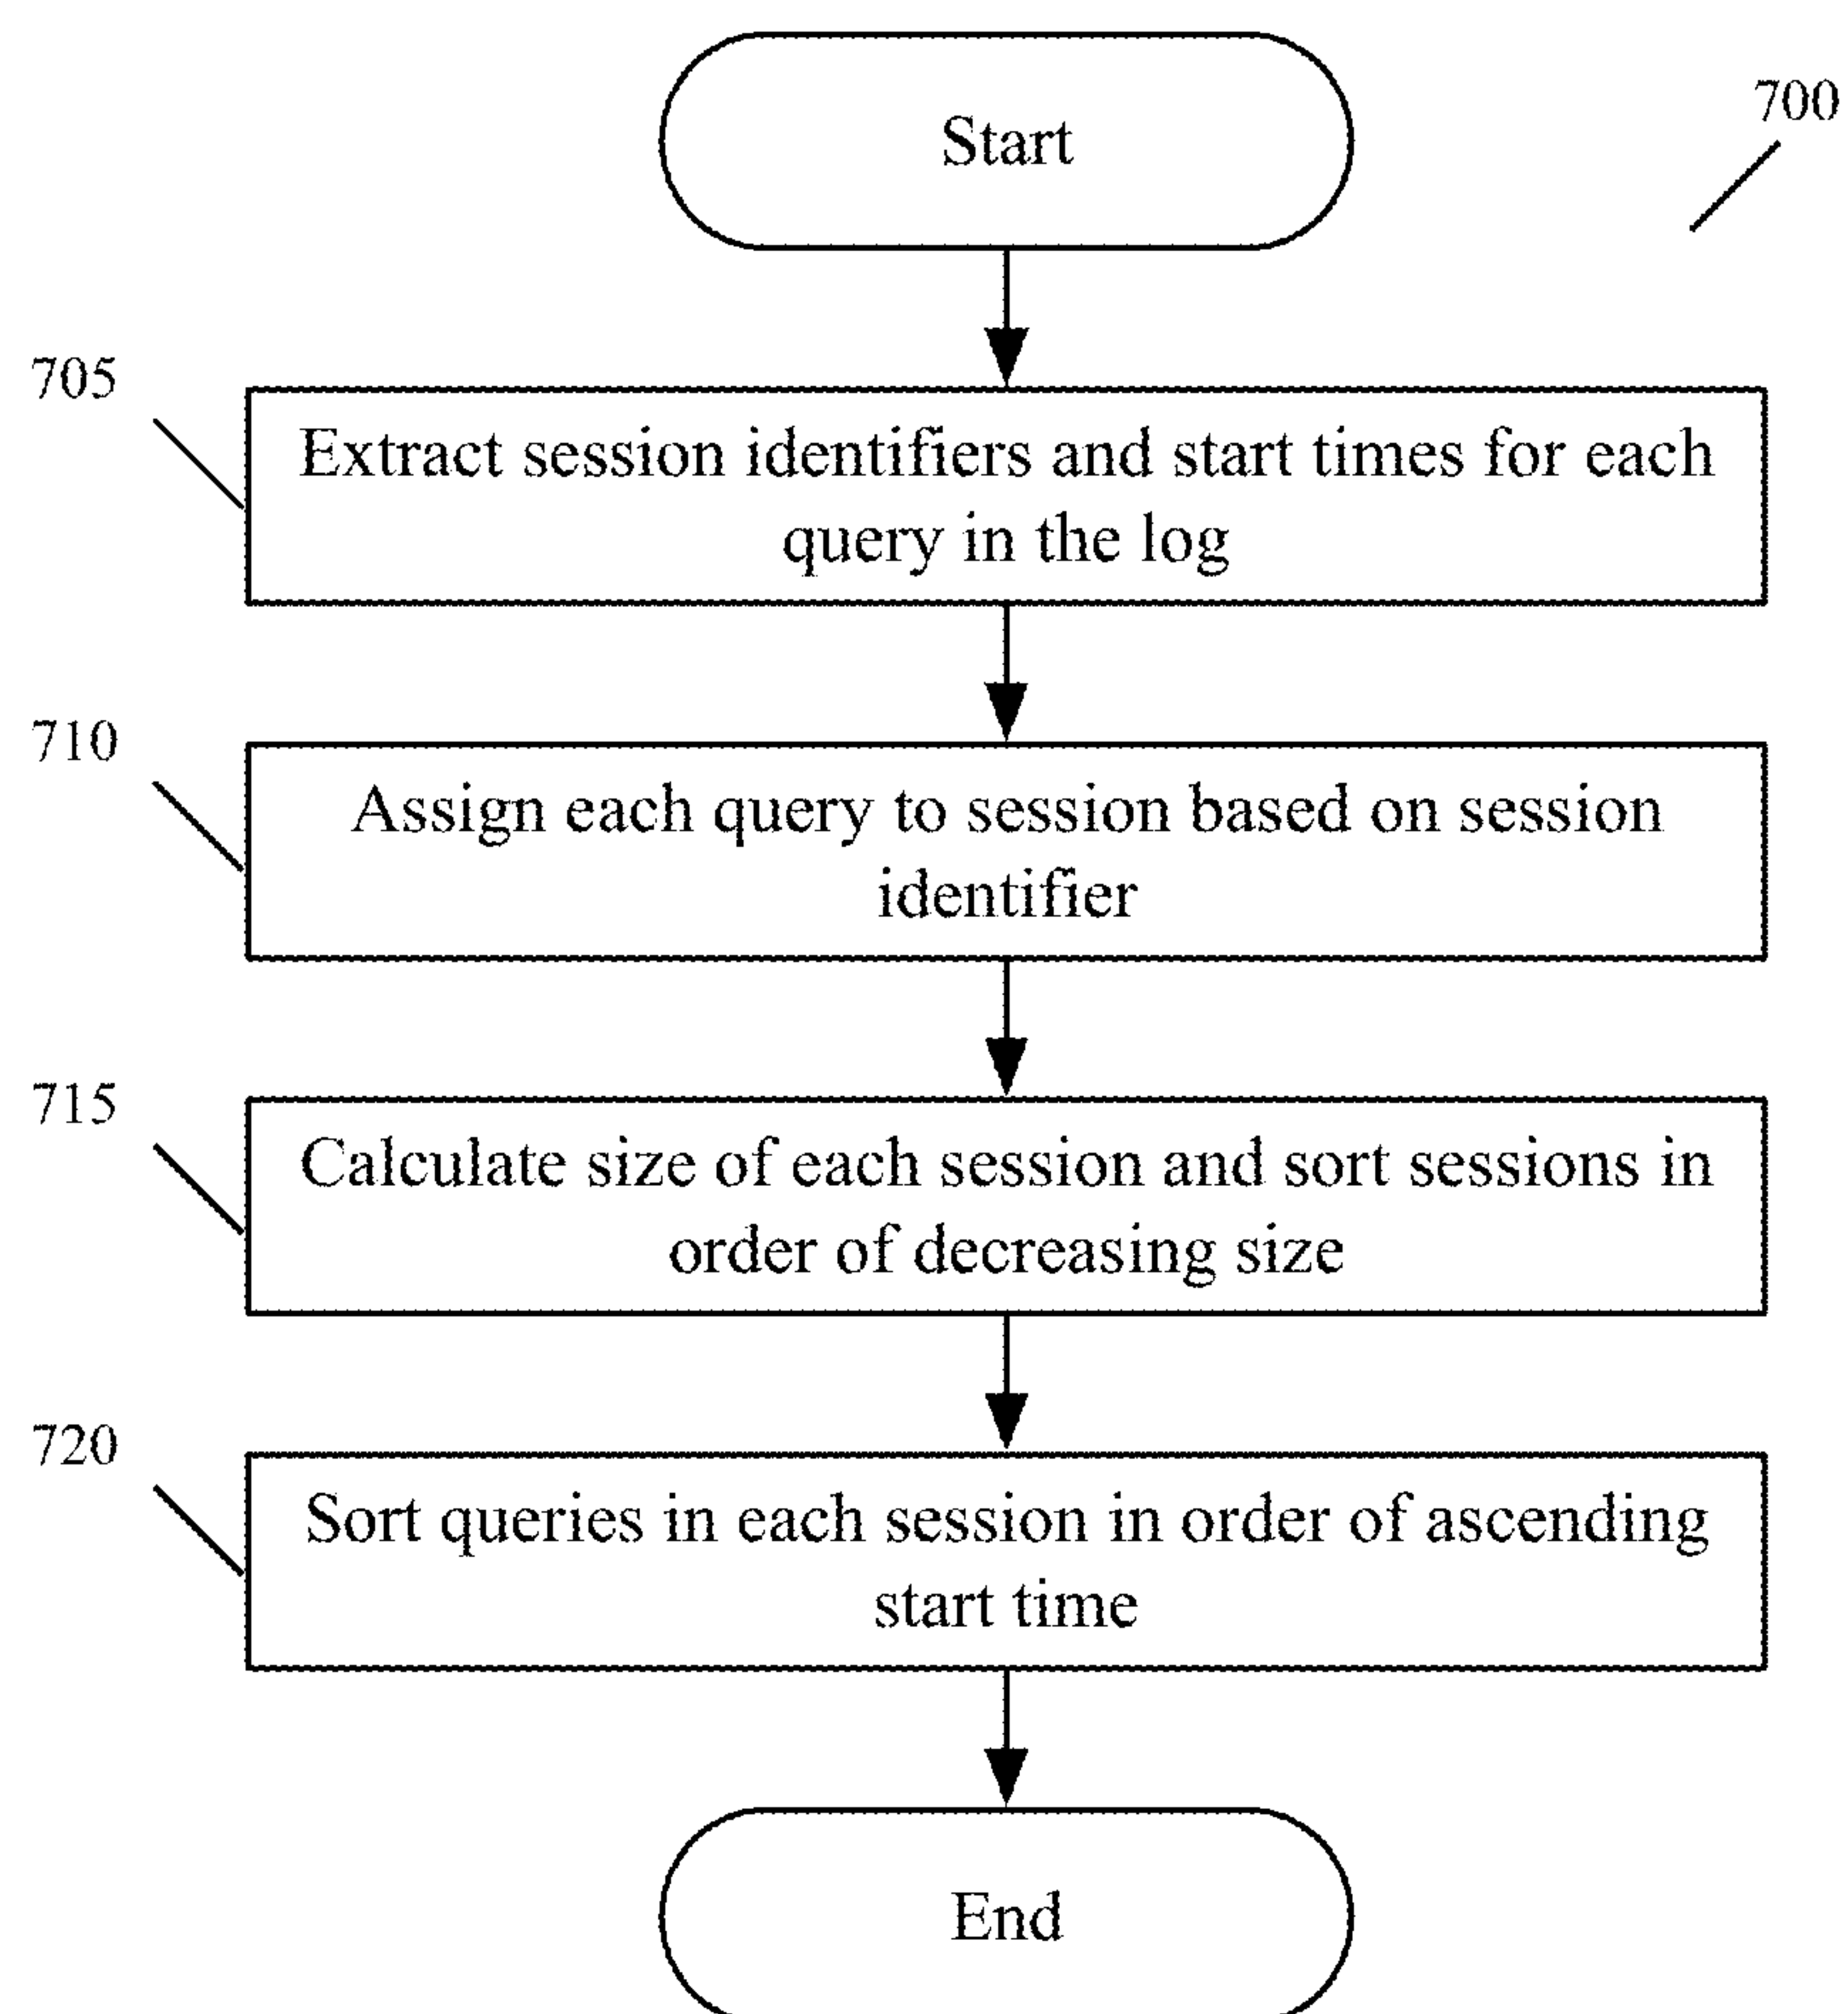 Start
700
705
Extract session identifiers and start times for each
query in the log
710
Assign each query to session based on session
identifier
715
Calculate size of each session and sort sessions in
order of decreasing size
720
Sort queries in each session in order of ascending
start time
End